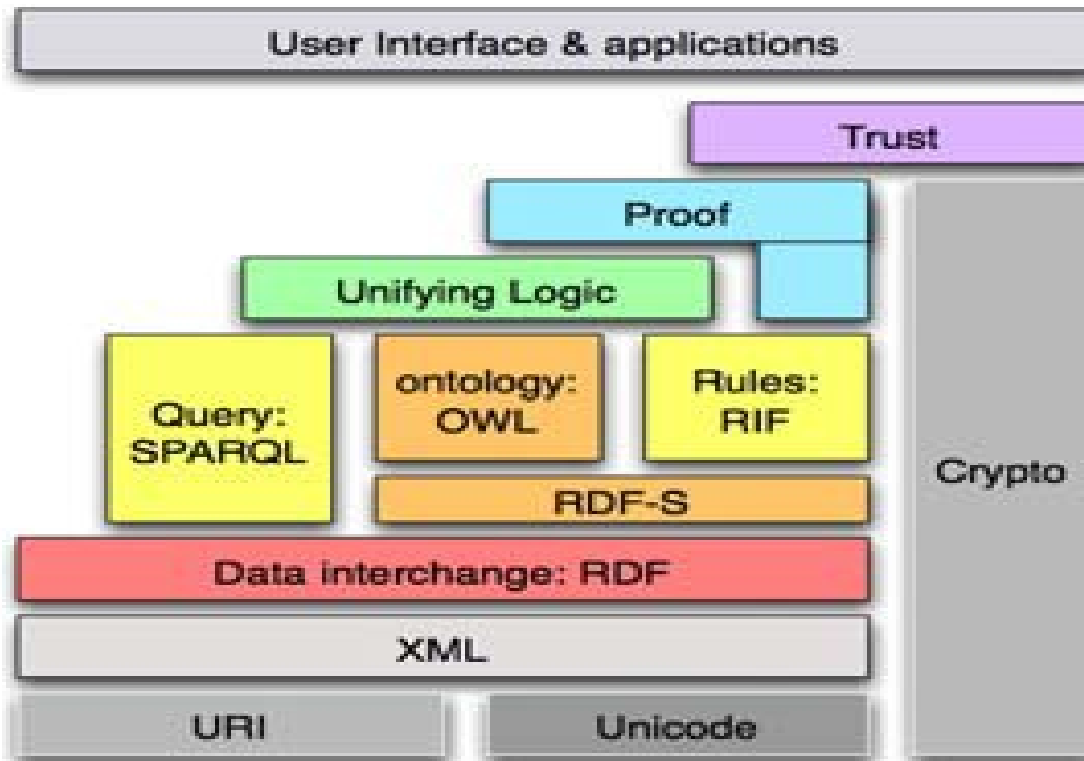 User Interface & applications
Trust
Proof
Unifying Logic
Query:
SPARQL
ontology:
OWL
Rules:
RIF
Crypto
RDF-S
Data interchange: RDF
XML
URI
Unicode